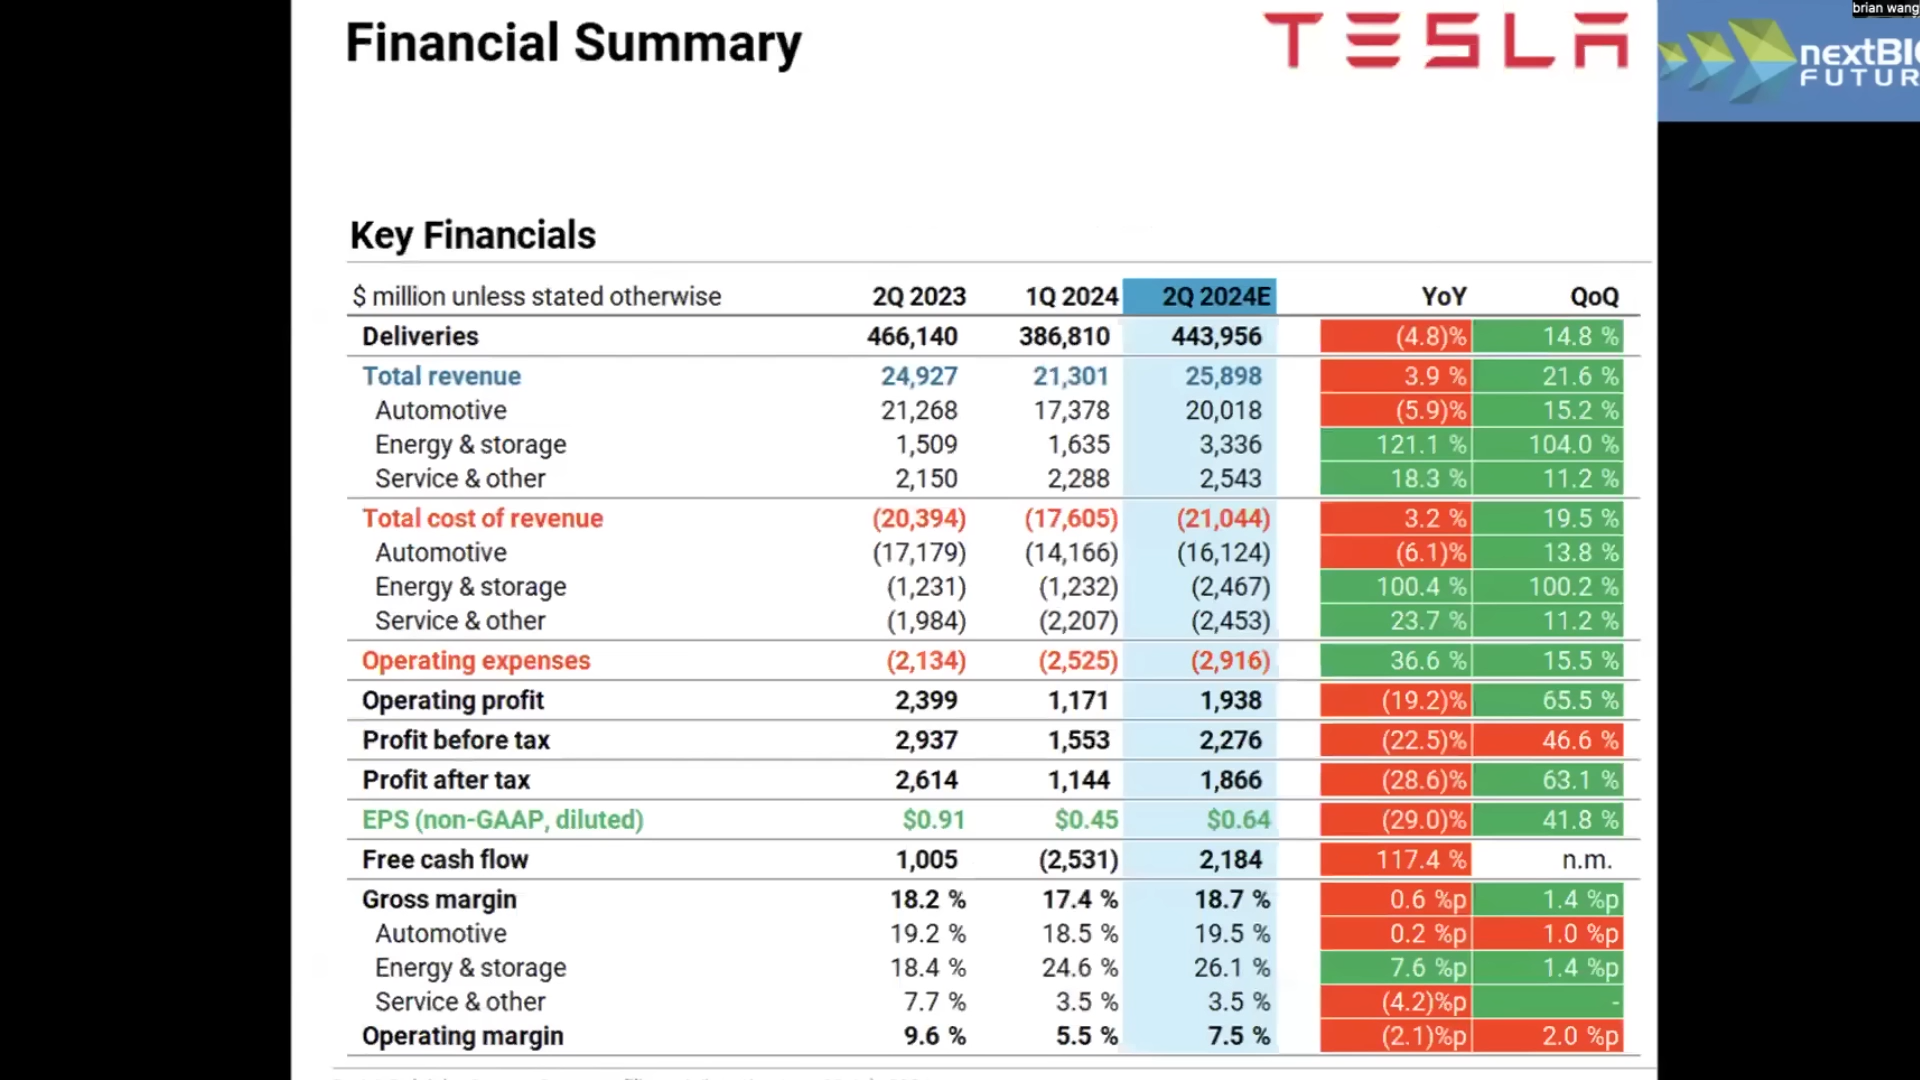 brian wang
Financial Summary
TESLA
nextBIG
FUTUR
Key Financials
$ million unless stated otherwise 2Q 2023 1Q 2024 2Q 2024E YoY QoQ
Deliveries 466,140 386,810 443,956 (4.8)% 14.8 %
Total revenue 24,927 21,301 25,898 3.9 % 21.6 %
Automotive 21,268 17,378 20,018 (5.9)% 15.2 %
Energy & storage 1,509 1,635 3,336 121.1 % 104.0 %
Service & other 2,150 2,288 2,543 18.3 % 11.2 %
Total cost of revenue (20,394) (17,605) (21,044) 3.2 % 19.5 %
Automotive (17,179) (14,166) (16,124) (6.1)% 13.8 %
Energy & storage (1,231) (1,232) (2,467) 100.4 % 100.2 %
Service & other (1,984) (2,207) (2,453) 23.7 % 11.2 %
Operating expenses (2,134) (2,525) (2,916) 36.6 % 15.5 %
Operating profit 2,399 1,171 1,938 (19.2)% 65.5 %
Profit before tax 2,937 1,553 2,276 (22.5)% 46.6 %
Profit after tax 2,614 1,144 1,866 (28.6)% 63.1 %
EPS (non-GAAP, diluted) $0.91 $0.45 $0.64 (29.0)% 41.8 %
Free cash flow 1,005 (2,531) 2,184 117.4 % n.m.
Gross margin 18.2 % 17.4 % 18.7 % 0.6 %p 1.4 %p
Automotive 19.2 % 18.5 % 19.5 % 0.2 %p 1.0 %p
Energy & storage 18.4 % 24.6 % 26.1 % 7.6 %p 1.4 %p
Service & other 7.7 % 3.5 % 3.5 % (4.2)%p -
Operating margin 9.6 % 5.5 % 7.5 % (2.1)%p 2.0 %p